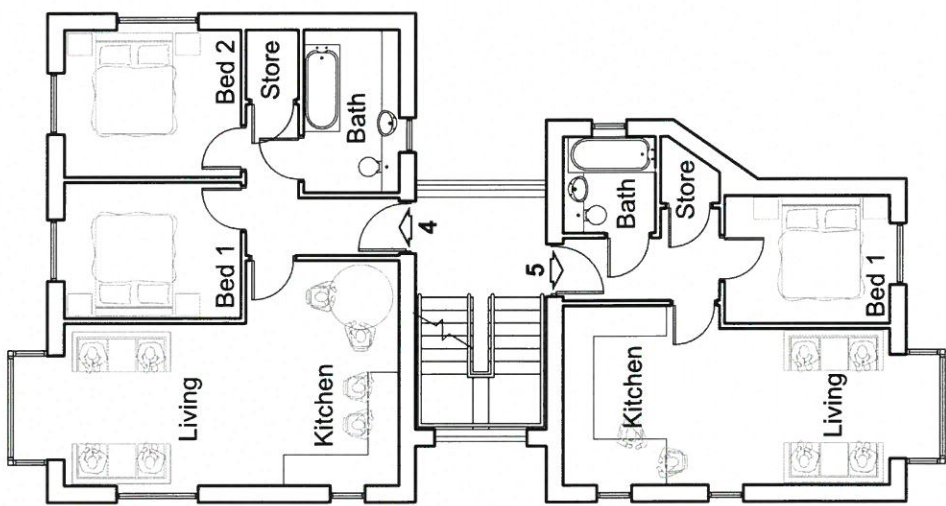 Bed 2
Store
Bath
Bed 1
4
Living
Kitchen
5
Bath
Store
Bed 1
Kitchen
Living